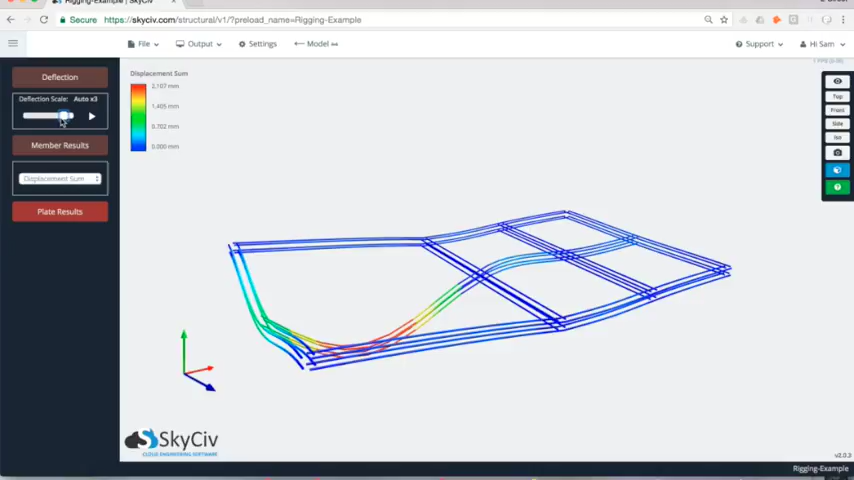 Rigging-Example | SkyCiv
Secure
https://skyciv.com/structural/v1/?preload_name=Rigging-Example
File
Output
Settings
Model
Support
Hi Sam
Deflection
Deflection Scale: Auto x3
Member Results
Displacement Sum
Plate Results
Displacement Sum
2.107 mm
1.405 mm
0.702 mm
0.000 mm
Top
Front
Side
Iso
SkyCiv
CLOUD ENGINEERING SOFTWARE
v2.0.3
Rigging-Example